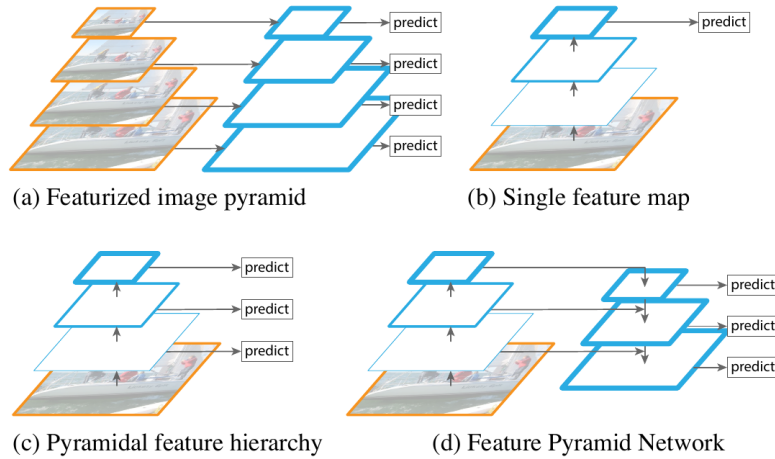 predict
predict
predict
predict
predict
(a) Featurized image pyramid
(b) Single feature map
predict
predict
predict
predict
predict
predict
(c) Pyramidal feature hierarchy
(d) Feature Pyramid Network